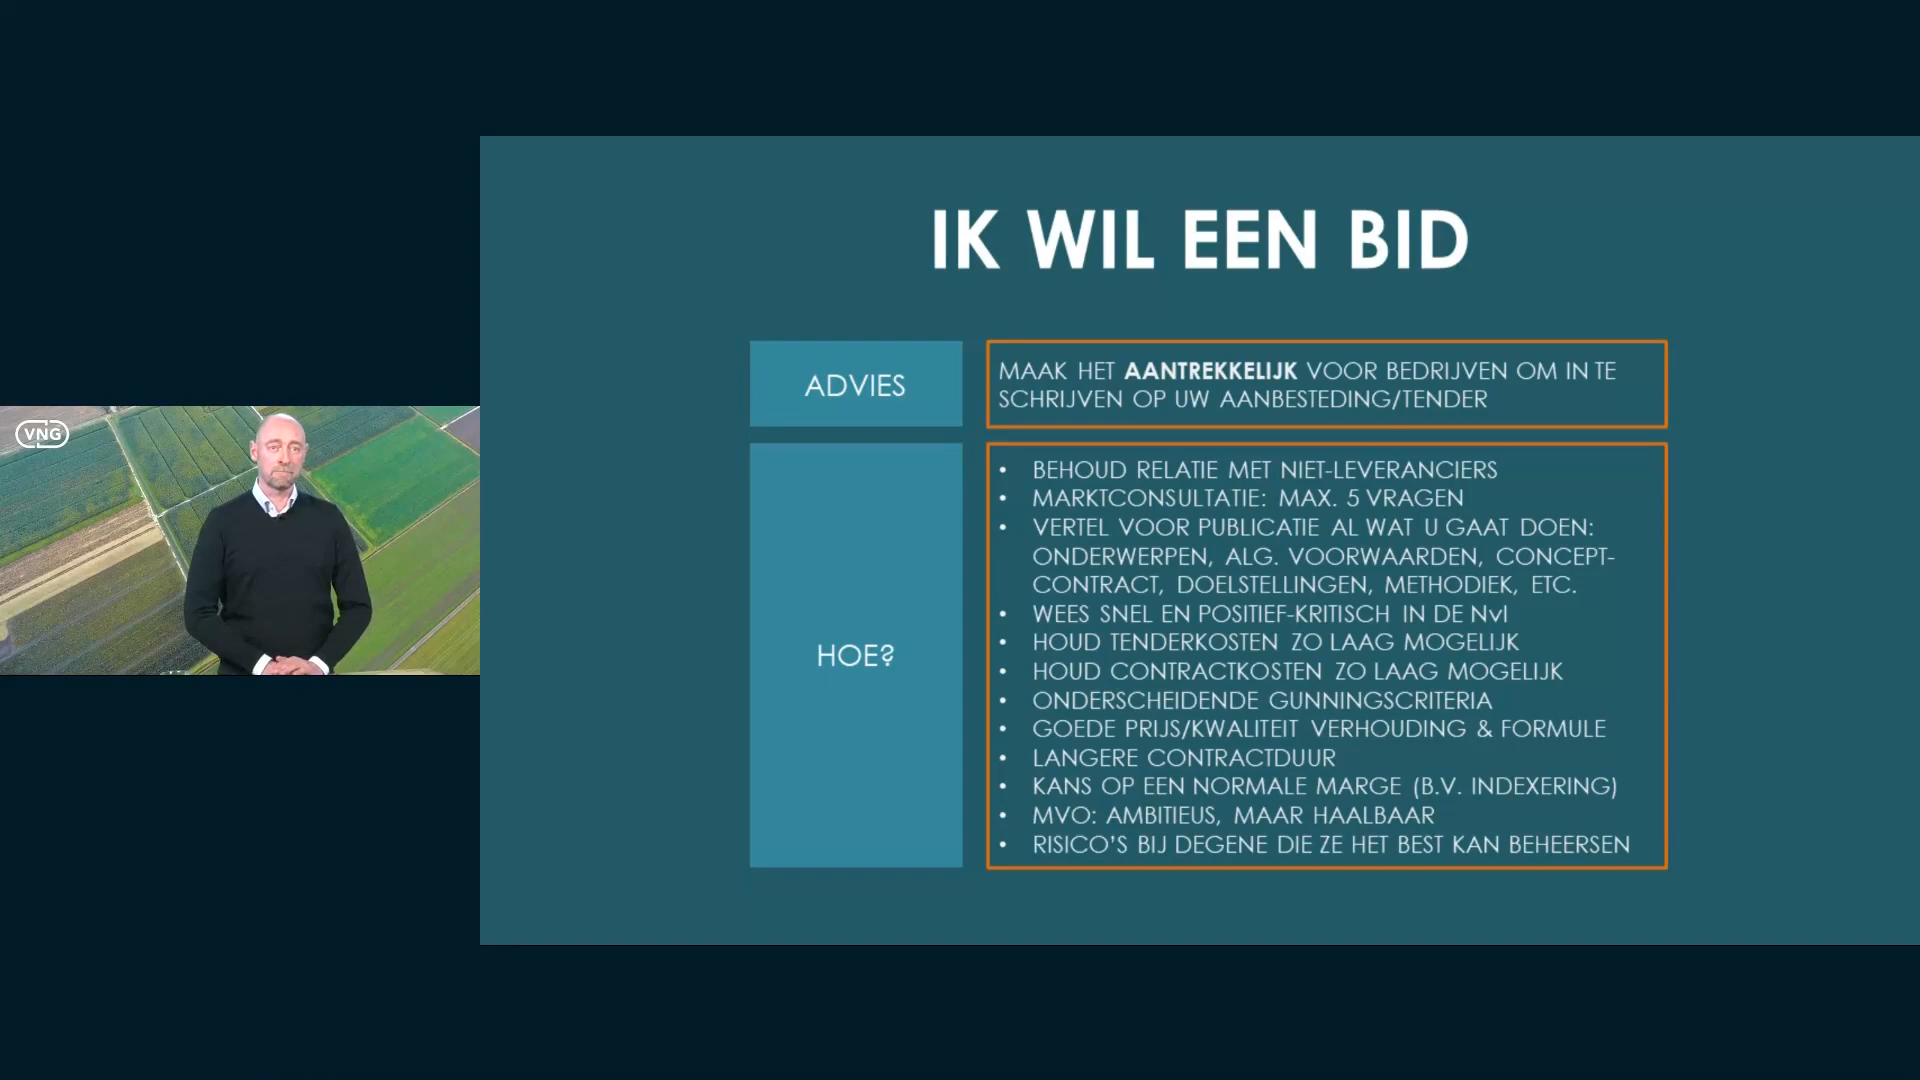 VNG
IK WIL EEN BID
ADVIES
MAAK HET AANTREKKELIJK VOOR BEDRIJVEN OM IN TE
SCHRIJVEN OP UW AANBESTEDING/TENDER
HOE?
• BEHOUD RELATIE MET NIET-LEVERANCIERS
• MARKTCONSULTATIE: MAX. 5 VRAGEN
• VERTEL VOOR PUBLICATIE AL WAT U GAAT DOEN:
ONDERWERPEN, ALG. VOORWAARDEN, CONCEPT-
CONTRACT, DOELSTELLINGEN, METHODIEK, ETC.
• WEES SNEL EN POSITIEF-KRITISCH IN DE NvI
• HOUD TENDERKOSTEN ZO LAAG MOGELIJK
• HOUD CONTRACTKOSTEN ZO LAAG MOGELIJK
• ONDERSCHEIDENDE GUNNINGSCRITERIA
• GOEDE PRIJS/KWALITEIT VERHOUDING & FORMULE
• LANGERE CONTRACTDUUR
• KANS OP EEN NORMALE MARGE (B.V. INDEXERING)
• MVO: AMBITIEUS, MAAR HAALBAAR
• RISICO'S BIJ DEGENE DIE ZE HET BEST KAN BEHEERSEN